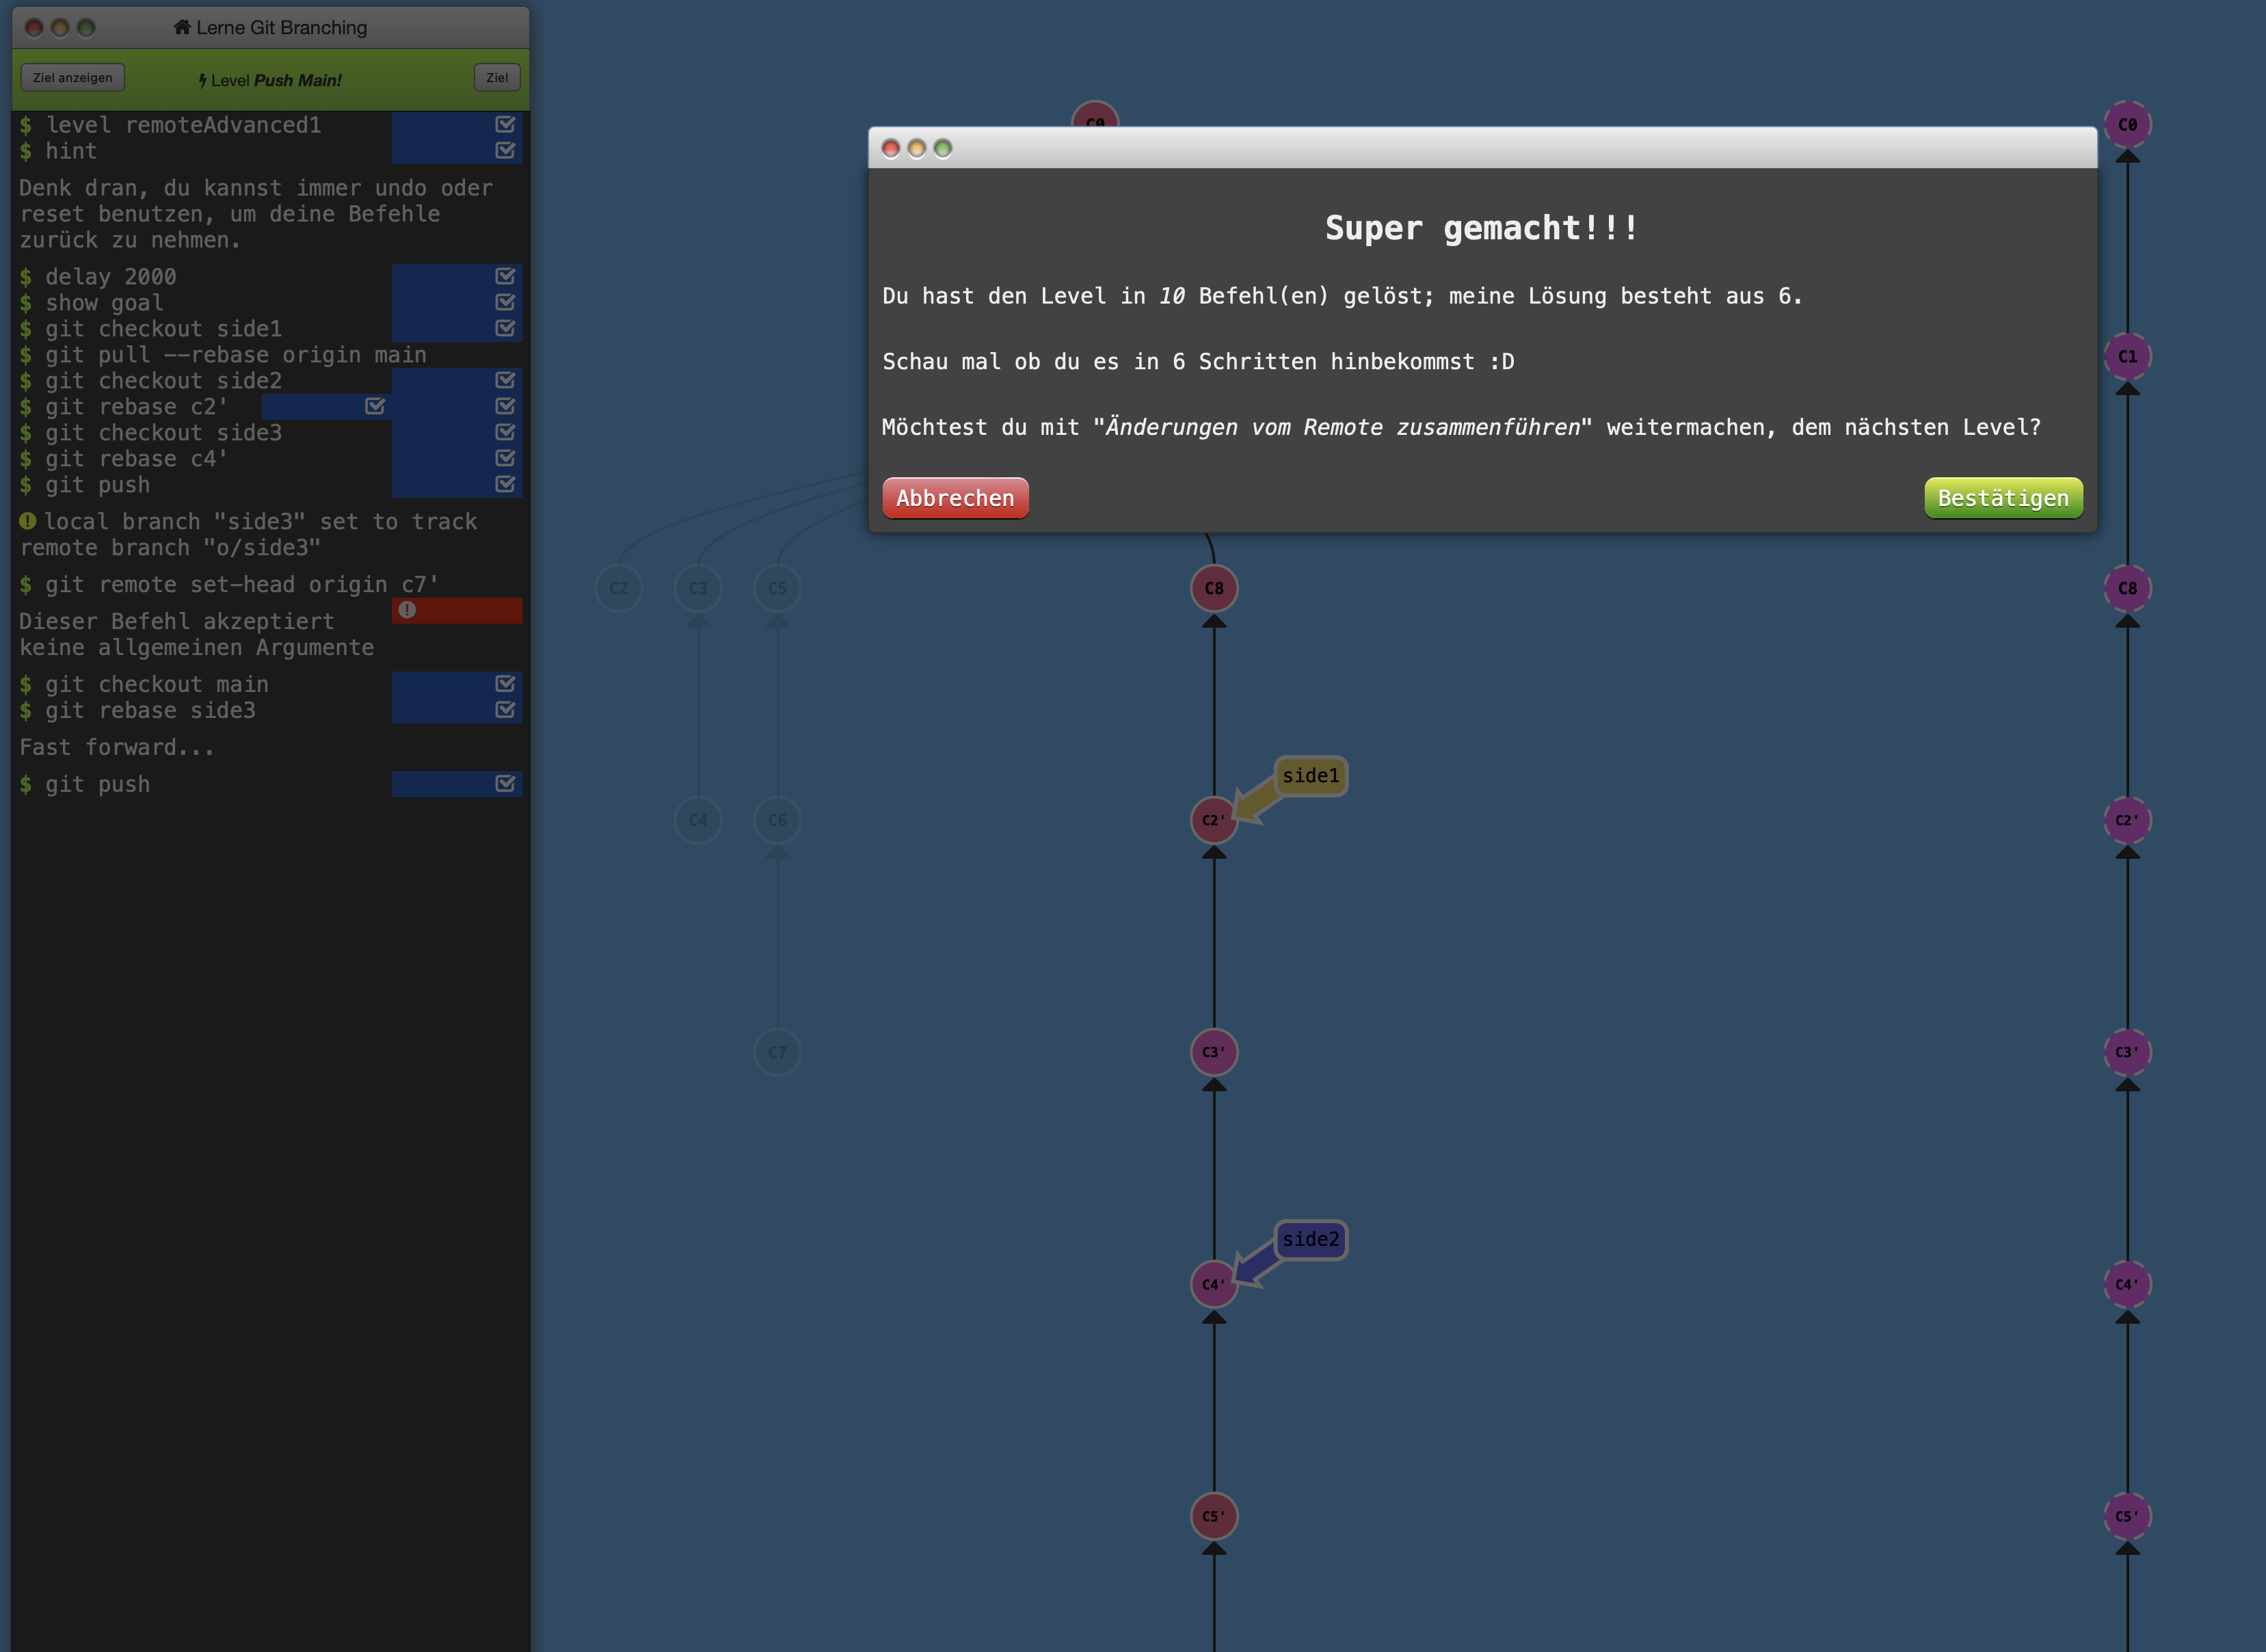 Lerne Git Branching
Ziel anzeigen
Level Push Main!
Ziel
$ level remoteAdvanced1
$ hint
Denk dran, du kannst immer undo oder
reset benutzen, um deine Befehle
zurück zu nehmen.
$ delay 2000
$ show goal
$ git checkout side1
$ git pull --rebase origin main
$ git checkout side2
$ git rebase c2'
$ git checkout side3
$ git rebase c4'
$ git push
local branch "side3" set to track
remote branch "o/side3"
$ git remote set-head origin c7'
Dieser Befehl akzeptiert
keine allgemeinen Argumente
$ git checkout main
$ git rebase side3
Fast forward...
$ git push
C0
Super gemacht!!!
Du hast den Level in 10 Befehl(en) gelöst; meine Lösung besteht aus 6.
Schau mal ob du es in 6 Schritten hinbekommst :D
Möchtest du mit "Änderungen vom Remote zusammenführen" weitermachen, dem nächsten Level?
Abbrechen
Bestätigen
C2
C3
C5
C8
side1
C4
C6
C2'
C7
C3'
side2
C4'
C5'
C0
C1
C8
C2'
C3'
C4'
C5'